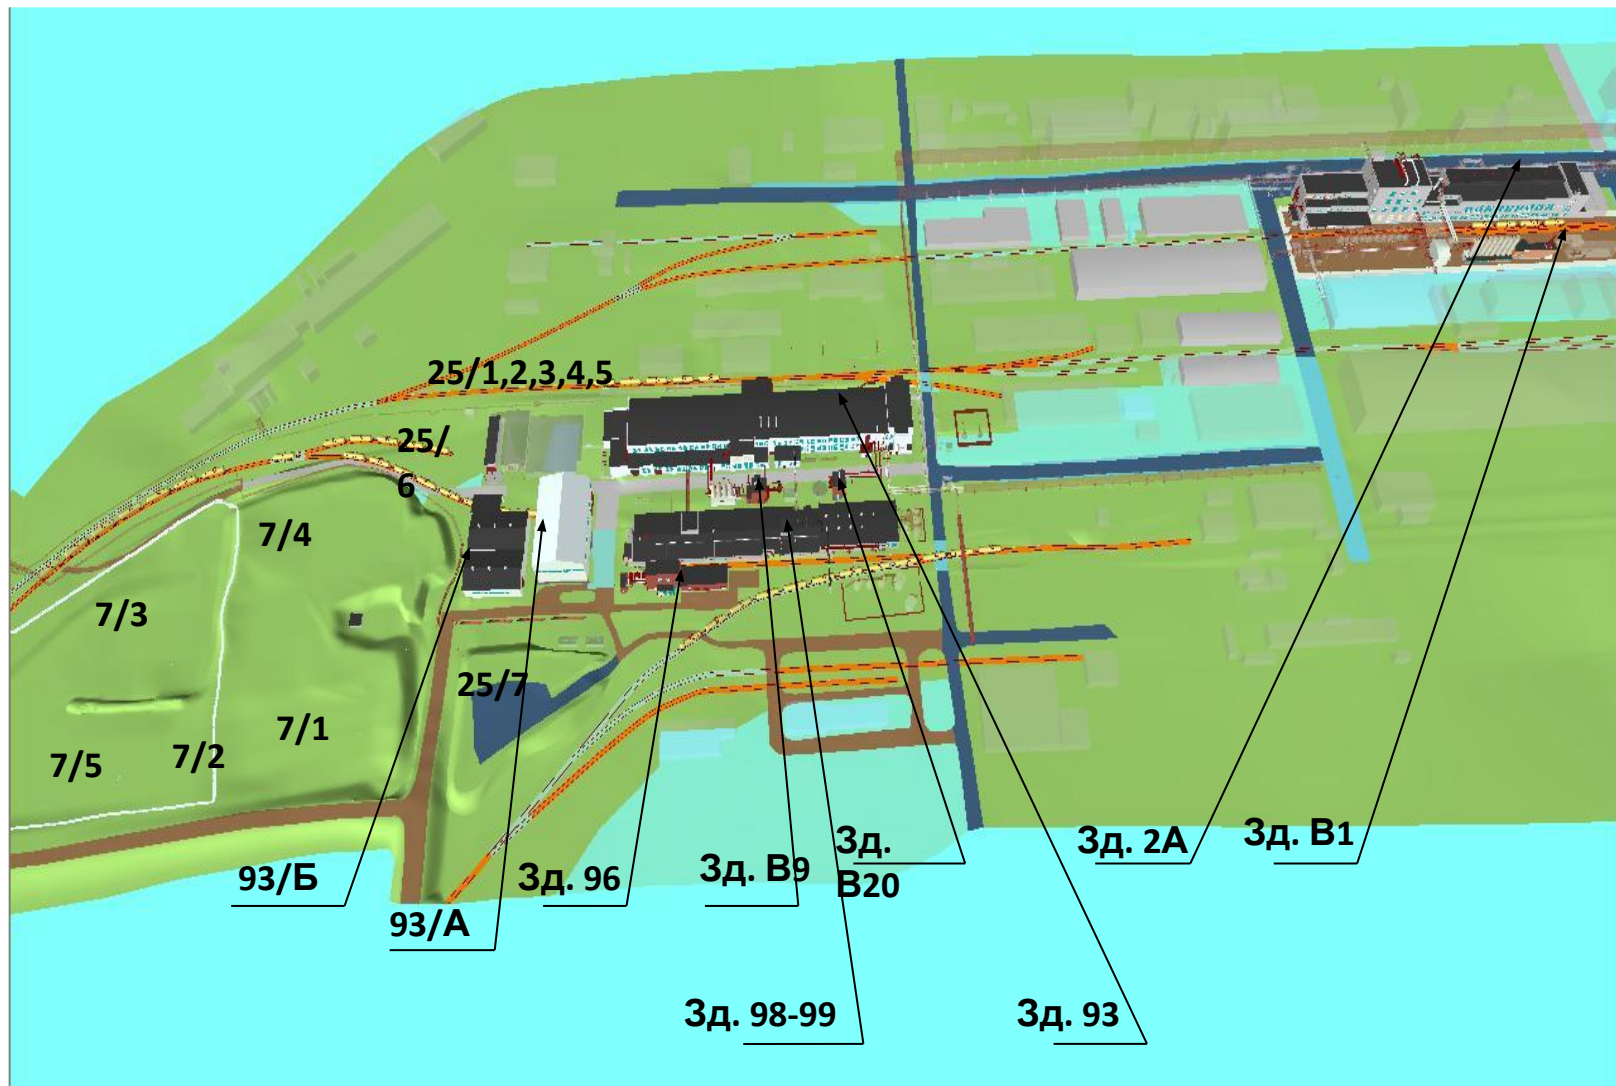 25/1,2,3,4,5
25/
6
7/4
7/3
25/7
7/1
7/2
7/5
Зд. 2А
Зд. В1
Зд.
В20
Зд. В9
Зд. 96
93/Б
93/А
Зд. 98-99
Зд. 93